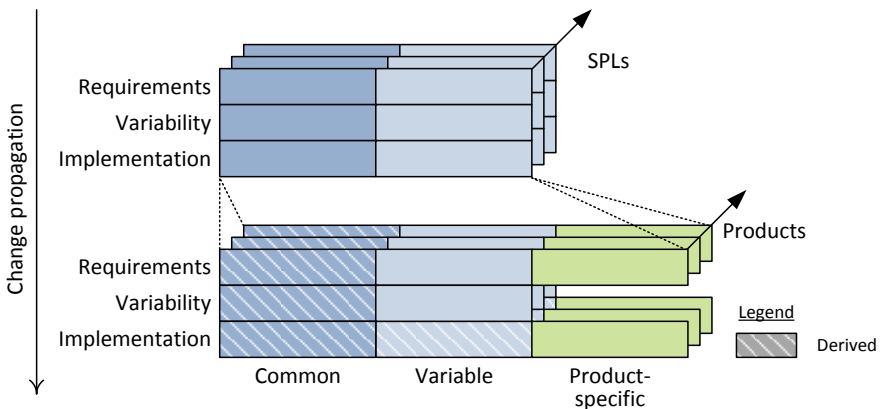 Change propagation
SPLs
Requirements
Variability
Implementation
Products
Requirements
Variability
Implementation
Legend
Derived
Common
Variable
Product-
specific